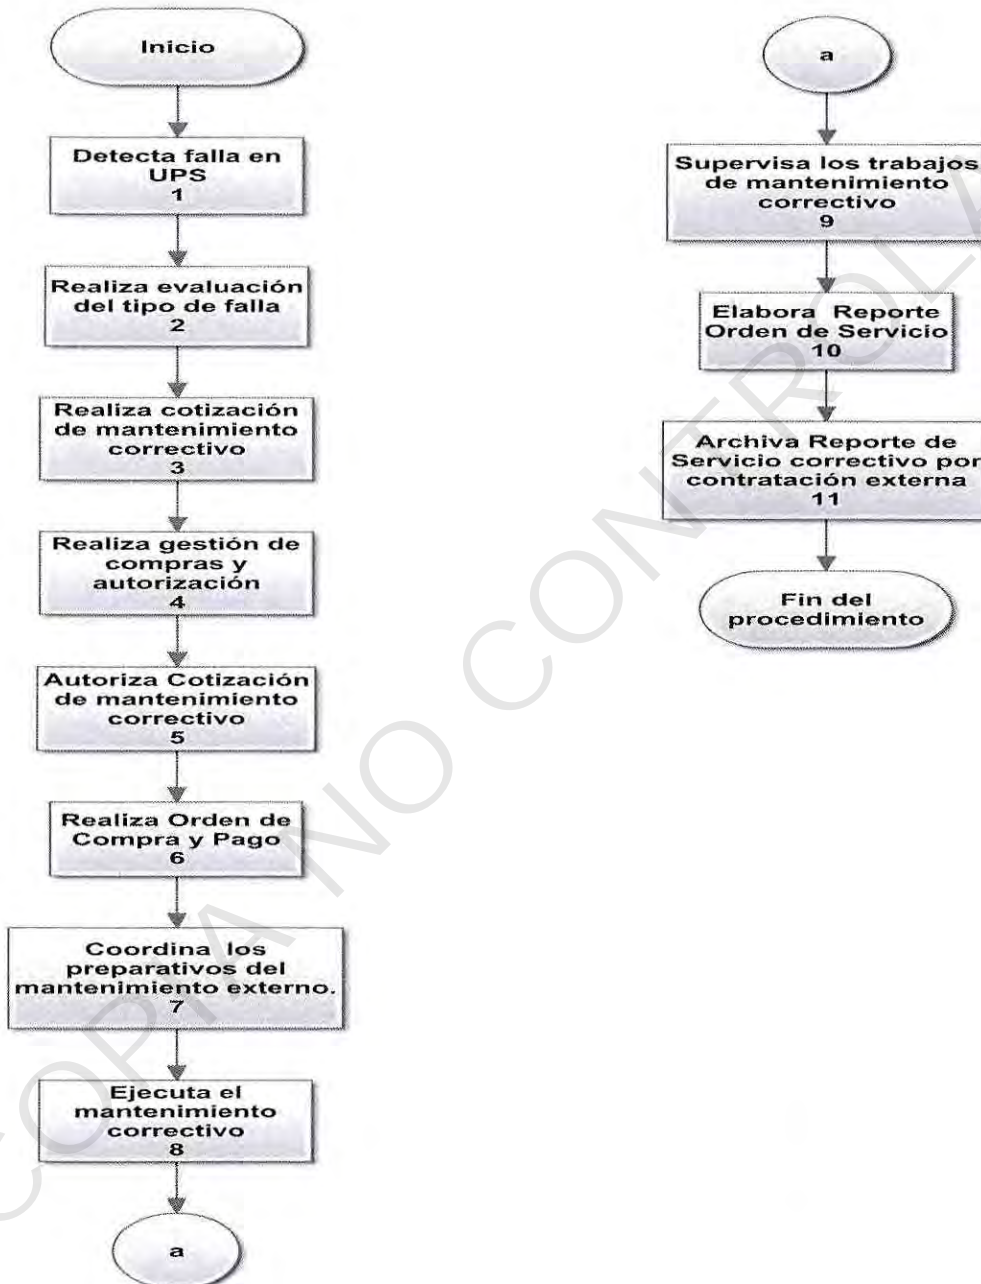 Inicio
Detecta falla en
UPS
1
Realiza evaluación
del tipo de falla
2
Realiza cotización
de mantenimiento
correctivo
3
Realiza gestión de
compras y
autorización
4
Autoriza Cotización
de mantenimiento
correctivo
5
Realiza Orden de
Compra y Pago
6
Coordina los
preparativos del
mantenimiento externo.
7
Ejecuta el
mantenimiento
correctivo
8
a
a
Supervisa los trabajos
de mantenimiento
correctivo
9
Elabora Reporte
Orden de Servicio
10
Archiva Reporte de
Servicio correctivo por
contratación externa
11
Fin del
procedimiento
COPIA NO CONTROLA